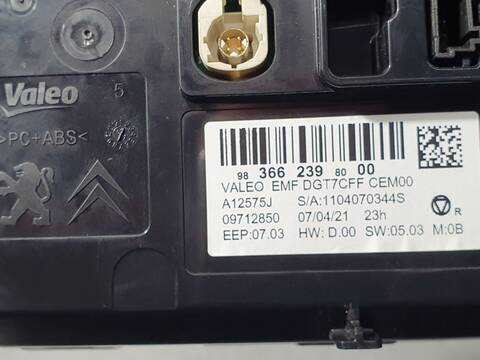 Valeo 5
>PC+ABS<
98 366 239 80 00
VALEO EMF DGT7CFF CEM00
A12575J S/A:1104070344S
09712850 07/04/21 23h
EEP:07.03 HW:D.00 SW:05.03 M:0B
R